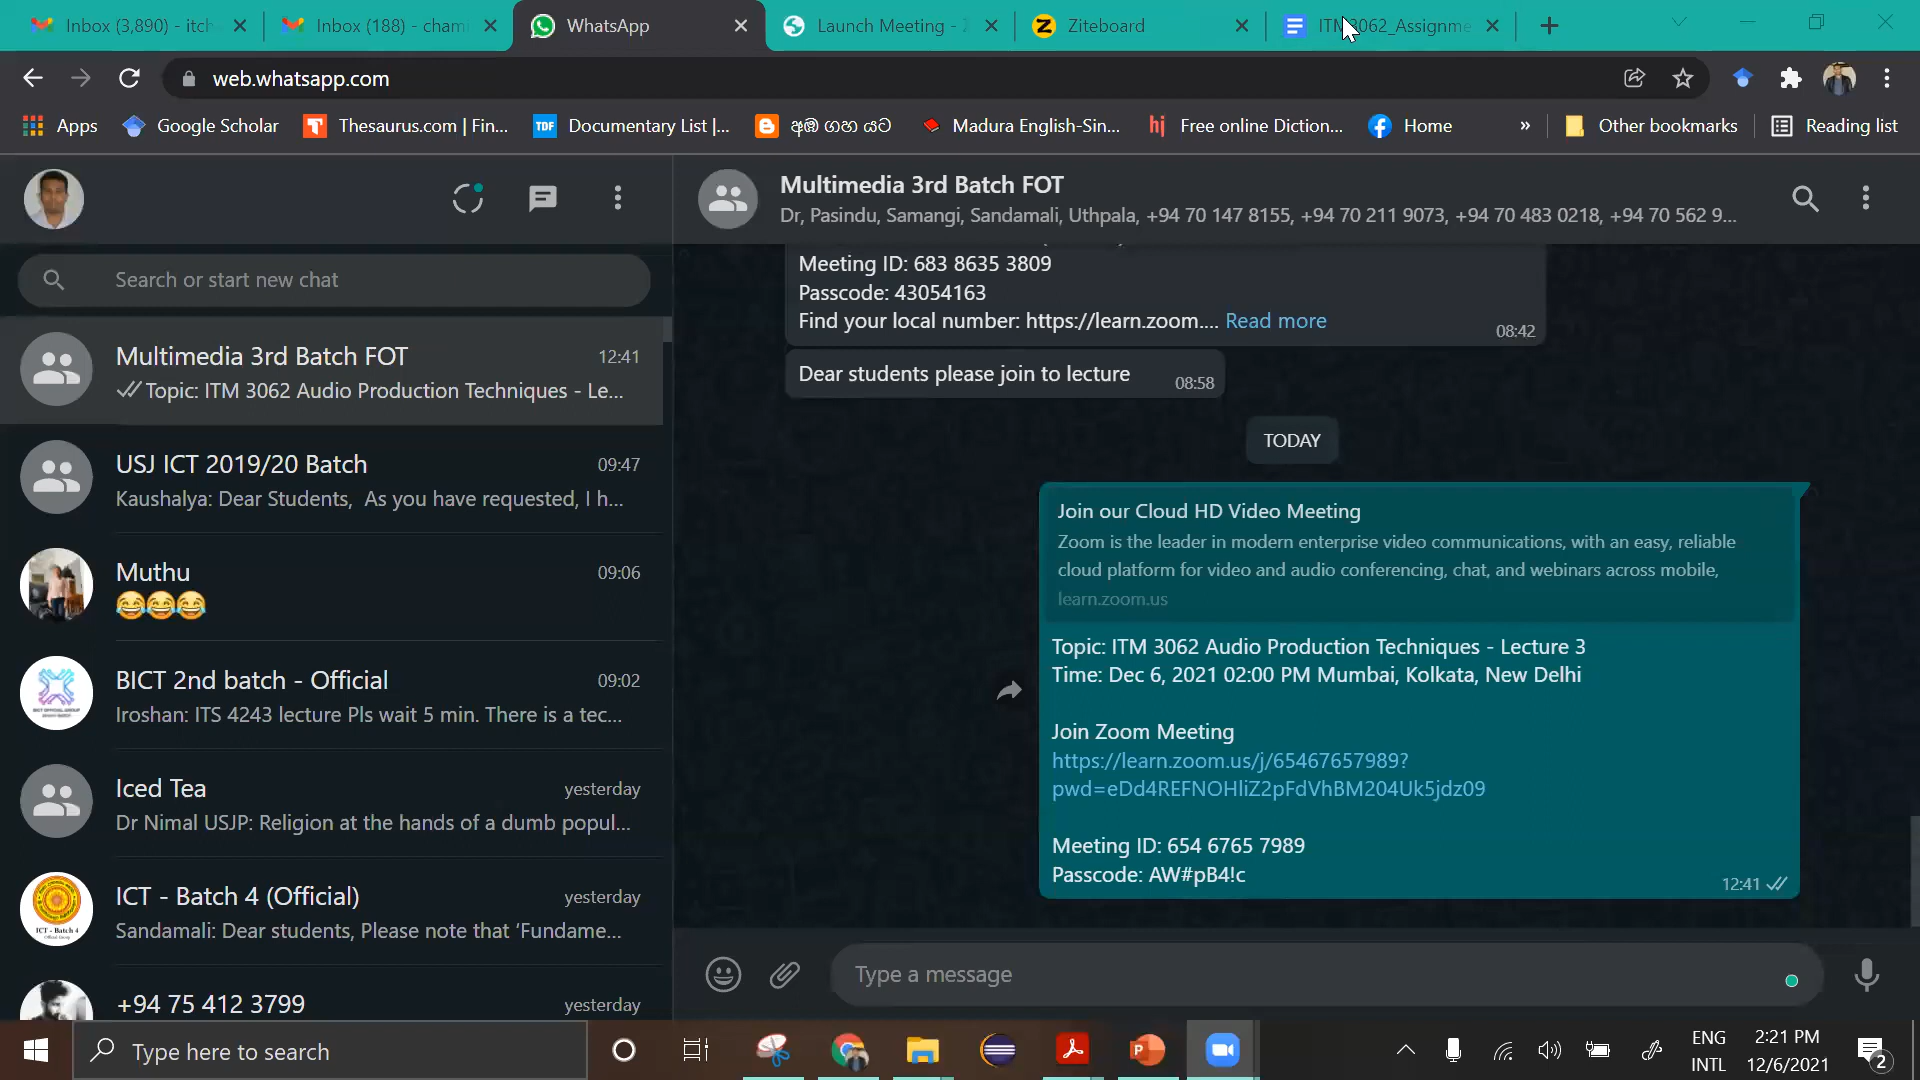 Inbox (3,890) - itch
Inbox (188) - cham
WhatsApp
Launch Meeting -
Ziteboard
ITM3062_Assignme
web.whatsapp.com
Apps
Google Scholar
Thesaurus.com | Fin...
TDF
Documentary List |...
අඹ ගහ යට
Madura English-Sin...
hj
Free online Diction...
Home
»
Other bookmarks
Reading list
Multimedia 3rd Batch FOT
Dr, Pasindu, Samangi, Sandamali, Uthpala, +94 70 147 8155, +94 70 211 9073, +94 70 483 0218, +94 70 562 9...
Search or start new chat
Multimedia 3rd Batch FOT
12:41
Topic: ITM 3062 Audio Production Techniques - Le...
USJ ICT 2019/20 Batch
09:47
Kaushalya: Dear Students, As you have requested, I h...
Muthu
09:06
😂😂😂
BICT 2nd batch - Official
09:02
Iroshan: ITS 4243 lecture Pls wait 5 min. There is a tec...
Iced Tea
yesterday
Dr Nimal USJP: Religion at the hands of a dumb popul...
ICT - Batch 4 (Official)
yesterday
Sandamali: Dear students, Please note that ‘Fundame...
ICT - Batch 4
+94 75 412 3799
yesterday
Meeting ID: 683 8635 3809
Passcode: 43054163
Find your local number: https://learn.zoom.... Read more
08:42
Dear students please join to lecture
08:58
TODAY
Join our Cloud HD Video Meeting
Zoom is the leader in modern enterprise video communications, with an easy, reliable
cloud platform for video and audio conferencing, chat, and webinars across mobile,
learn.zoom.us
Topic: ITM 3062 Audio Production Techniques - Lecture 3
Time: Dec 6, 2021 02:00 PM Mumbai, Kolkata, New Delhi
Join Zoom Meeting
https://learn.zoom.us/j/65467657989?
pwd=eDd4REFNOHliZ2pFdVhBM204Uk5jdz09
Meeting ID: 654 6765 7989
Passcode: AW#pB4!c
12:41
Type a message
Type here to search
ENG
INTL
2:21 PM
12/6/2021
2